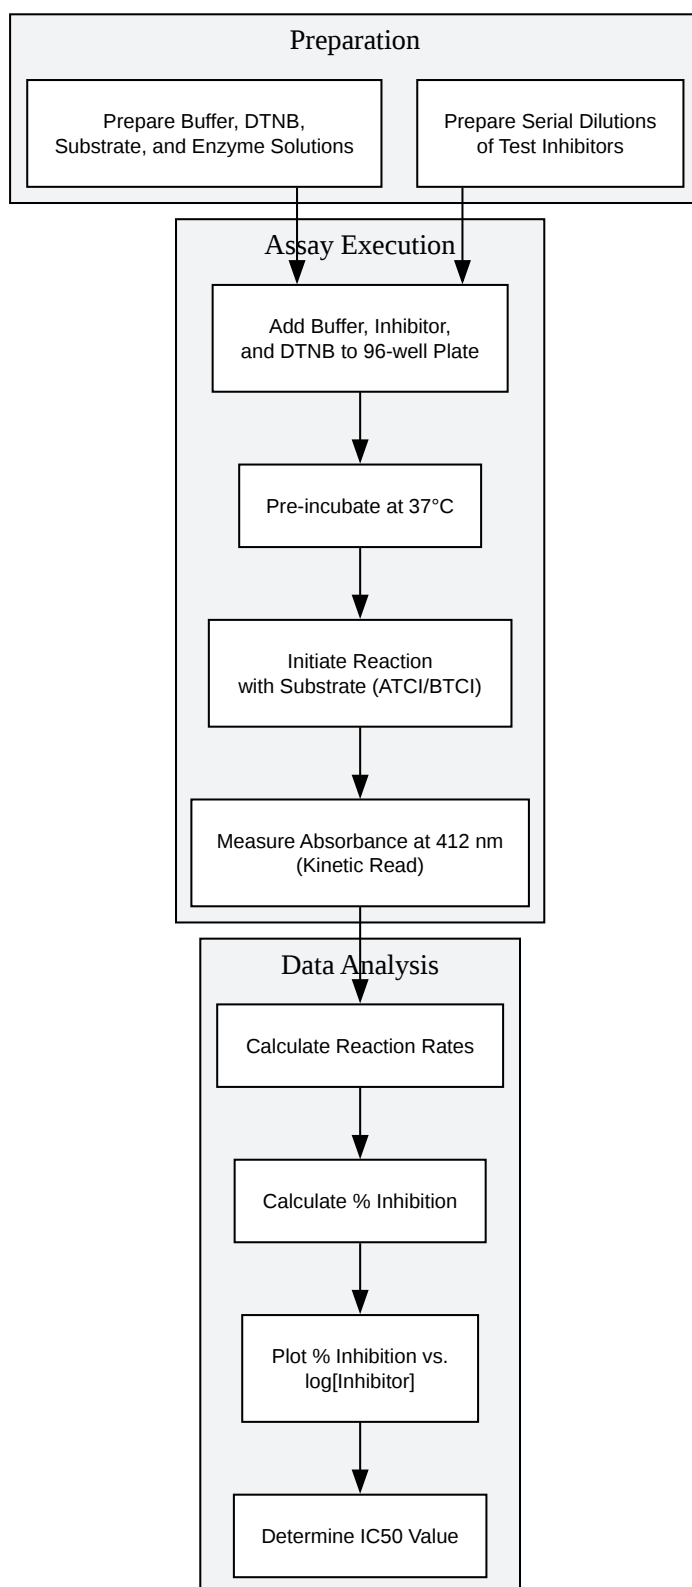 Preparation
Prepare Buffer, DTNB,
Substrate, and Enzyme Solutions
Prepare Serial Dilutions
of Test Inhibitors
Assay Execution
Add Buffer, Inhibitor,
and DTNB to 96-well Plate
Pre-incubate at 37°C
Initiate Reaction
with Substrate (ATCI/BTCI)
Measure Absorbance at 412 nm
(Kinetic Read)
Data Analysis
Calculate Reaction Rates
Calculate % Inhibition
Plot % Inhibition vs.
log[Inhibitor]
Determine IC50 Value